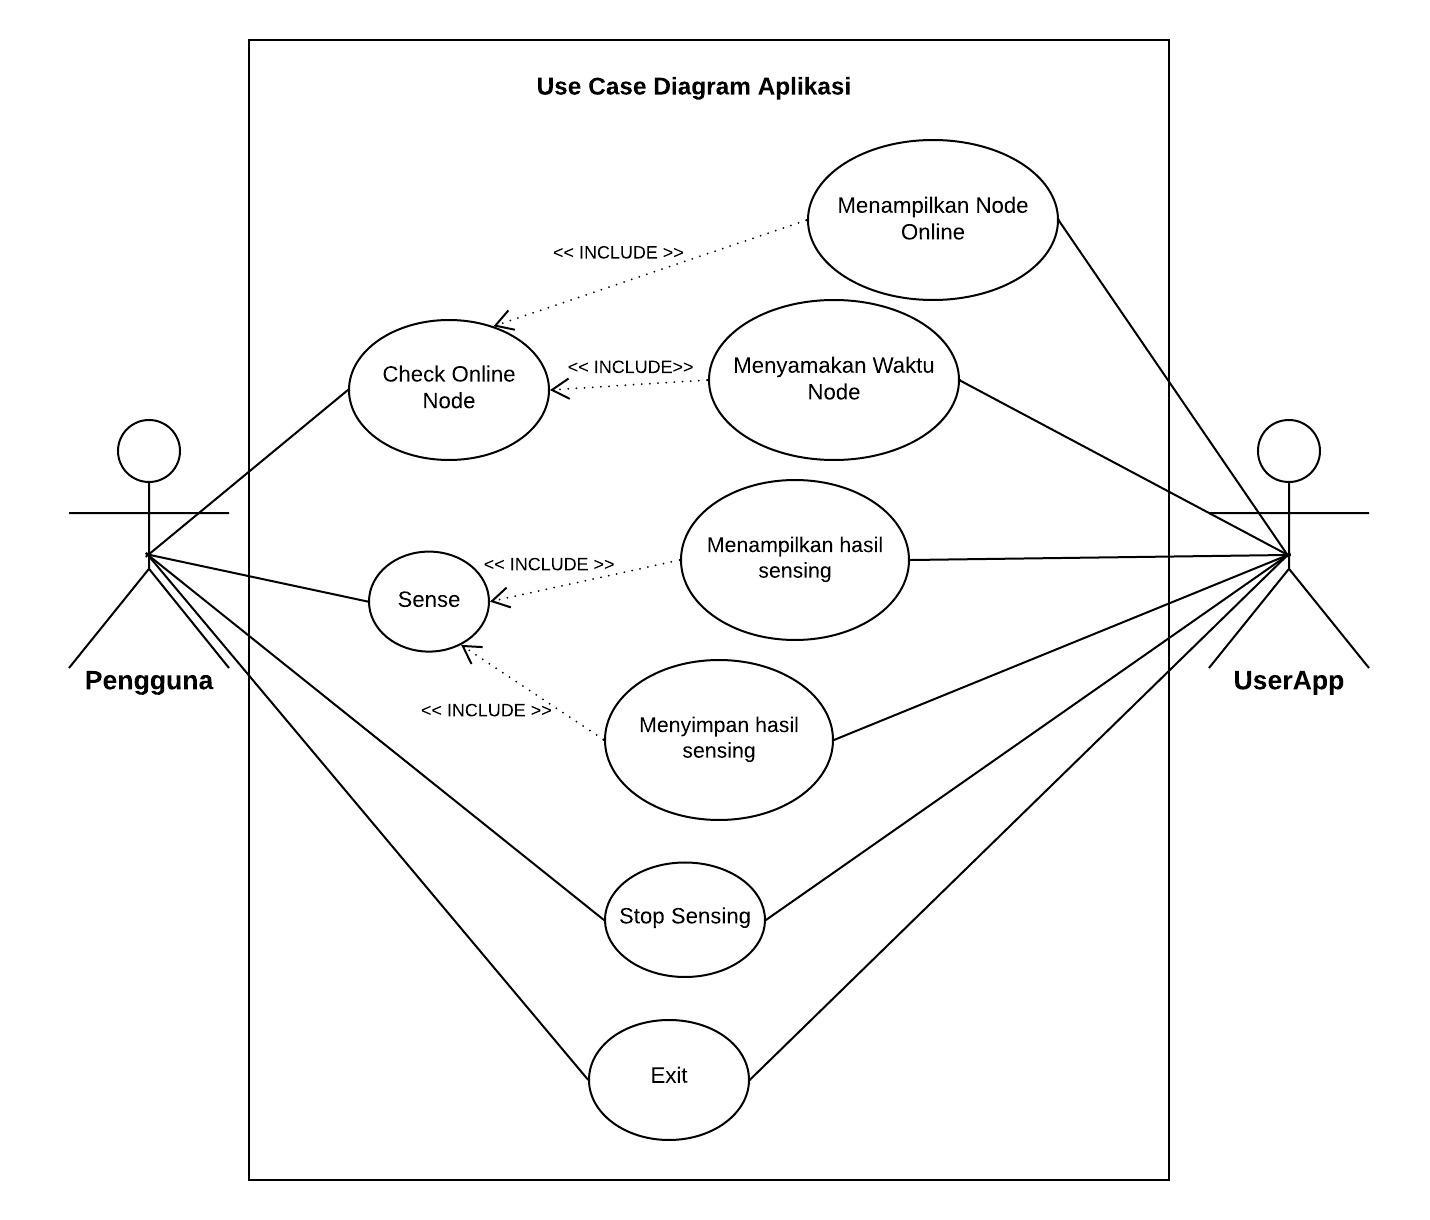 Use Case Diagram Aplikasi
Menampilkan Node
Online
<< INCLUDE >>
Check Online
Node
<< INCLUDE>>
Menyamakan Waktu
Node
Menampilkan hasil
sensing
<< INCLUDE >>
Sense
Pengguna
UserApp
<< INCLUDE >>
Menyimpan hasil
sensing
Stop Sensing
Exit